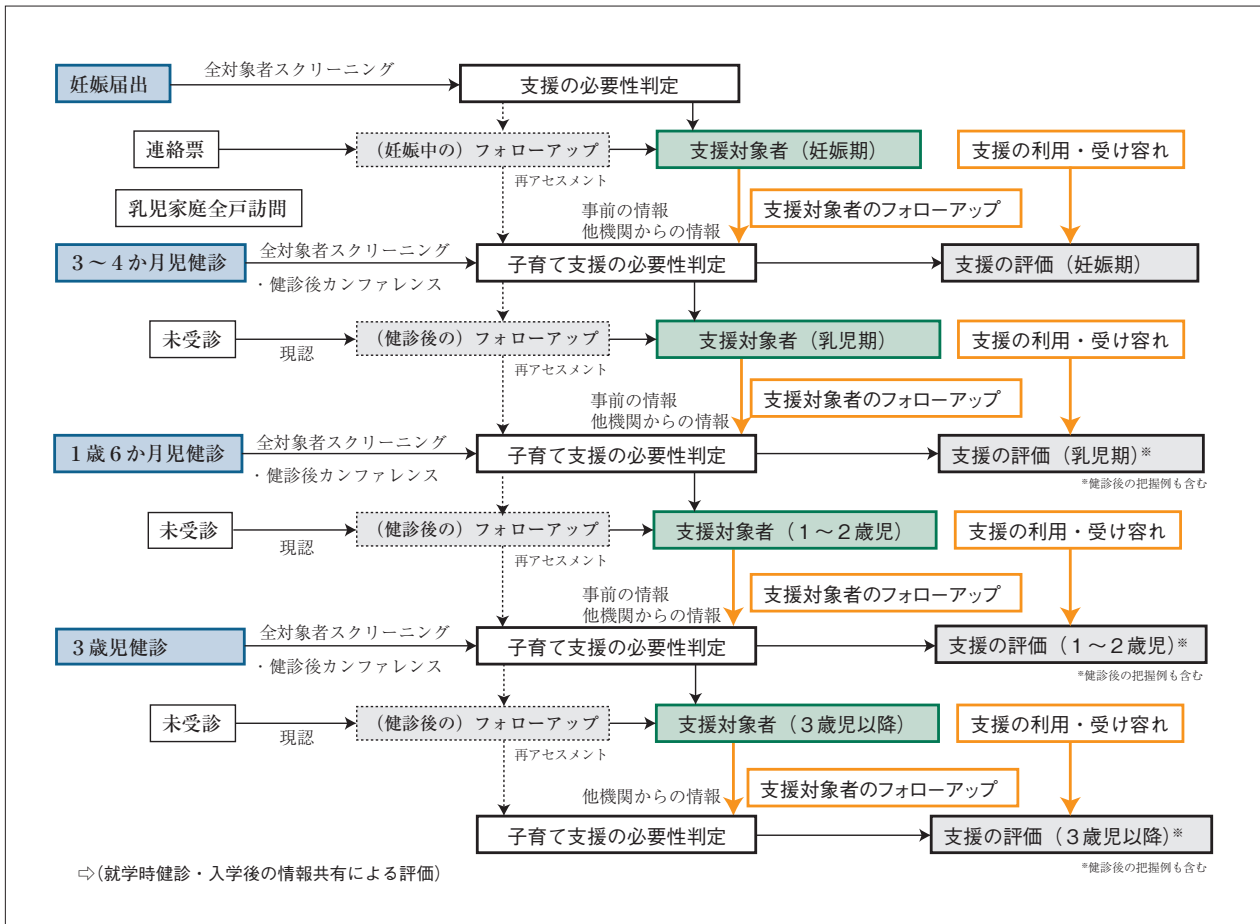 妊娠届出
全対象者スクリーニング
支援の必要性判定
連絡票
(妊娠中の) フォローアップ
支援対象者（妊娠期）
支援の利用・受け容れ
再アセスメント
乳児家庭全戸訪問
事前の情報
他機関からの情報
支援対象者のフォローアップ
3～4か月児健診
全対象者スクリーニング
・健診後カンファレンス
子育て支援の必要性判定
支援の評価（妊娠期）
未受診
現認
(健診後の) フォローアップ
支援対象者（乳児期）
支援の利用・受け容れ
再アセスメント
事前の情報
他機関からの情報
支援対象者のフォローアップ
1歳6か月児健診
全対象者スクリーニング
・健診後カンファレンス
子育て支援の必要性判定
支援の評価（乳児期）※
※健診後の把握例も含む
未受診
現認
(健診後の) フォローアップ
支援対象者（1～2歳児）
支援の利用・受け容れ
再アセスメント
事前の情報
他機関からの情報
支援対象者のフォローアップ
3歳児健診
全対象者スクリーニング
・健診後カンファレンス
子育て支援の必要性判定
支援の評価（1～2歳児）※
※健診後の把握例も含む
未受診
現認
(健診後の) フォローアップ
支援対象者（3歳児以降）
支援の利用・受け容れ
再アセスメント
他機関からの情報
支援対象者のフォローアップ
子育て支援の必要性判定
支援の評価（3歳児以降）※
※健診後の把握例も含む
⇨(就学時健診・入学後の情報共有による評価)